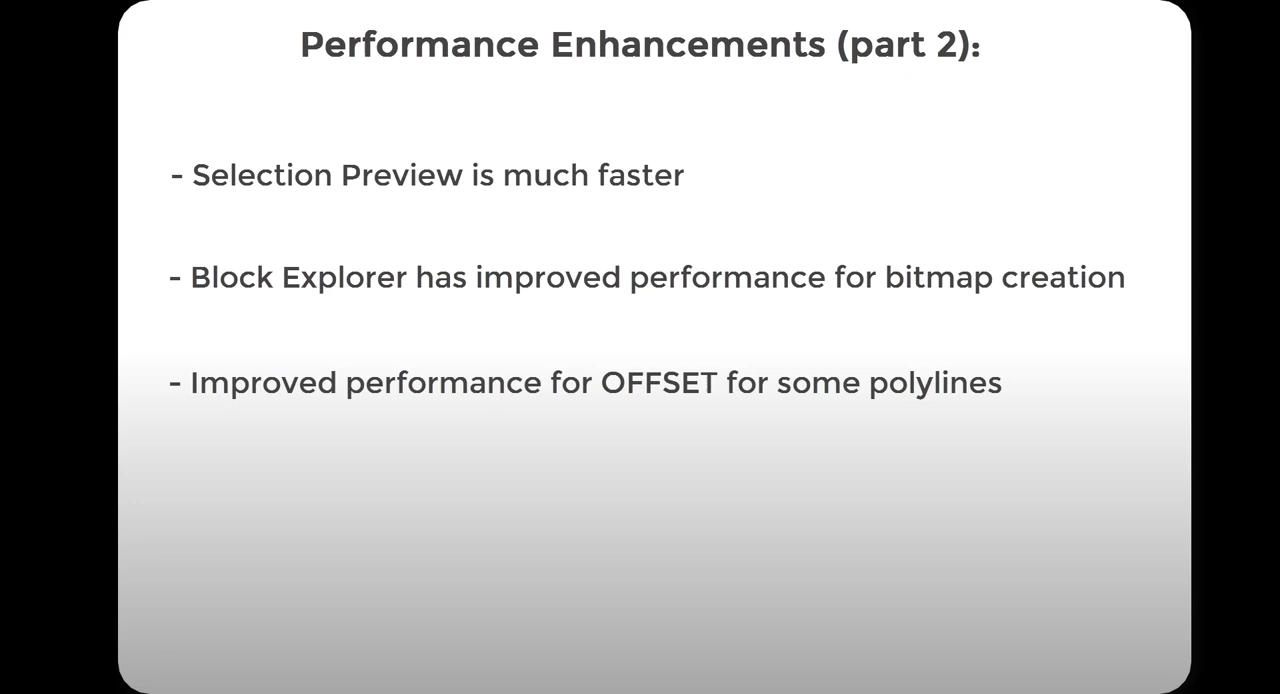 Performance Enhancements (part 2):
- Selection Preview is much faster
- Block Explorer has improved performance for bitmap creation
- Improved performance for OFFSET for some polylines